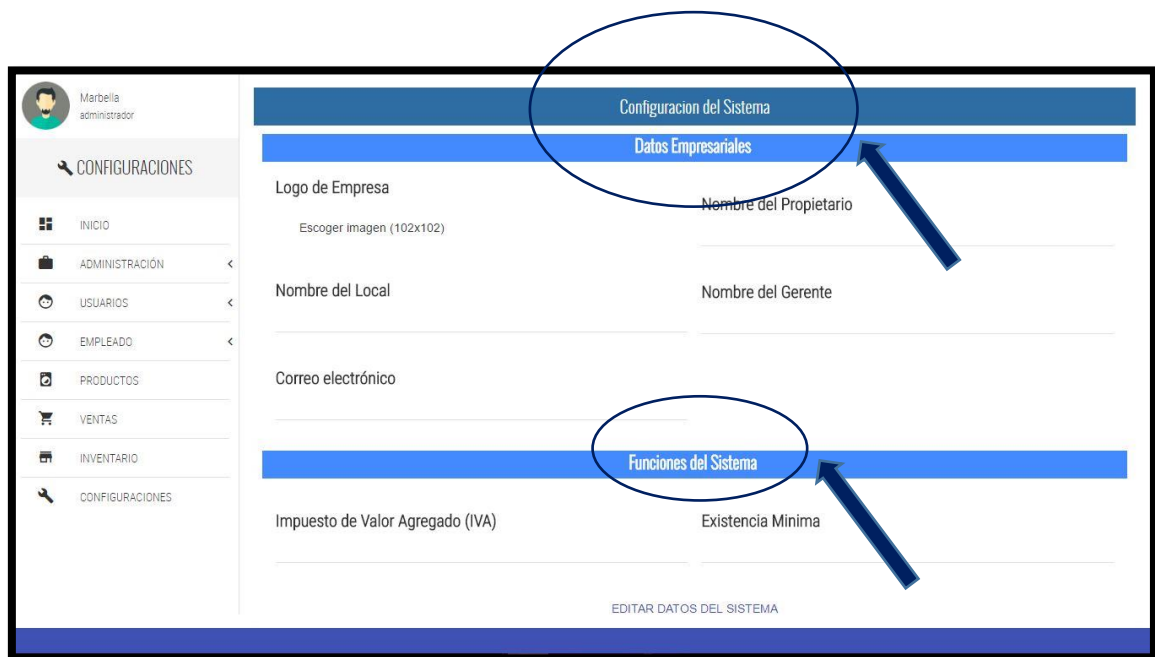 Marbella
administrador
CONFIGURACIONES
INICIO
ADMINISTRACIÓN
USUARIOS
EMPLEADO
PRODUCTOS
VENTAS
INVENTARIO
CONFIGURACIONES
Configuracion del Sistema
Datos Empresariales
Logo de Empresa
Escoger imagen (102x102)
Nombre del Propietario
Nombre del Local
Nombre del Gerente
Correo electrónico
Funciones del Sistema
Impuesto de Valor Agregado (IVA)
Existencia Minima
EDITAR DATOS DEL SISTEMA